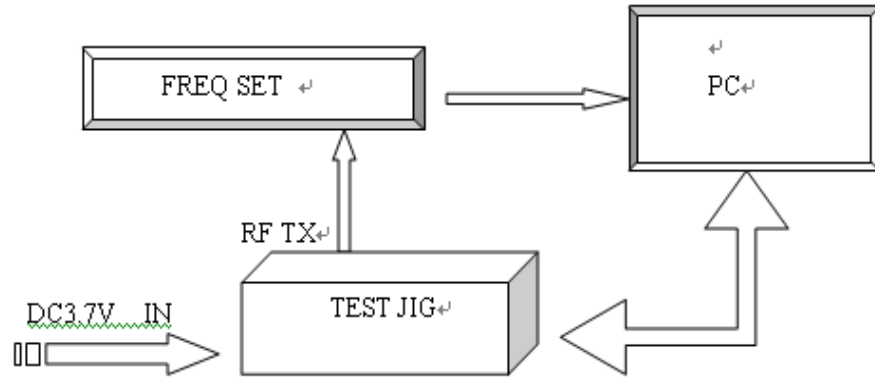 FREQ SET
PC
RF TX
TEST JIG
DC3.7V IN